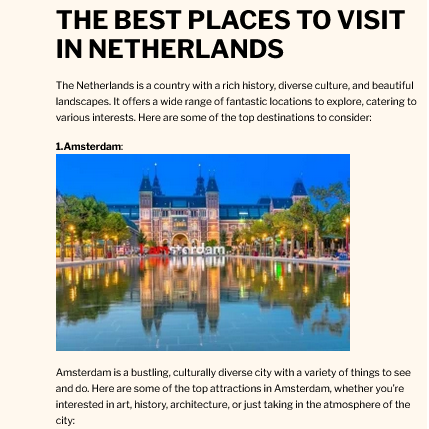 THE BEST PLACES TO VISIT
IN NETHERLANDS
The Netherlands is a country with a rich history, diverse culture, and beautiful
landscapes. It offers a wide range of fantastic locations to explore, catering to
various interests. Here are some of the top destinations to consider:
1.Amsterdam:
I amsterdam
Amsterdam is a bustling, culturally diverse city with a variety of things to see
and do. Here are some of the top attractions in Amsterdam, whether you're
interested in art, history, architecture, or just taking in the atmosphere of the
city: